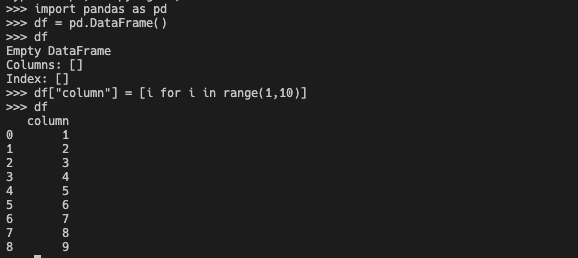 >>> import pandas as pd
>>> df = pd.DataFrame()
>>> df
Empty DataFrame
Columns: []
Index: []
>>> df["column"] = [i for i in range(1,10)]
>>> df
   column
0       1
1       2
2       3
3       4
4       5
5       6
6       7
7       8
8       9